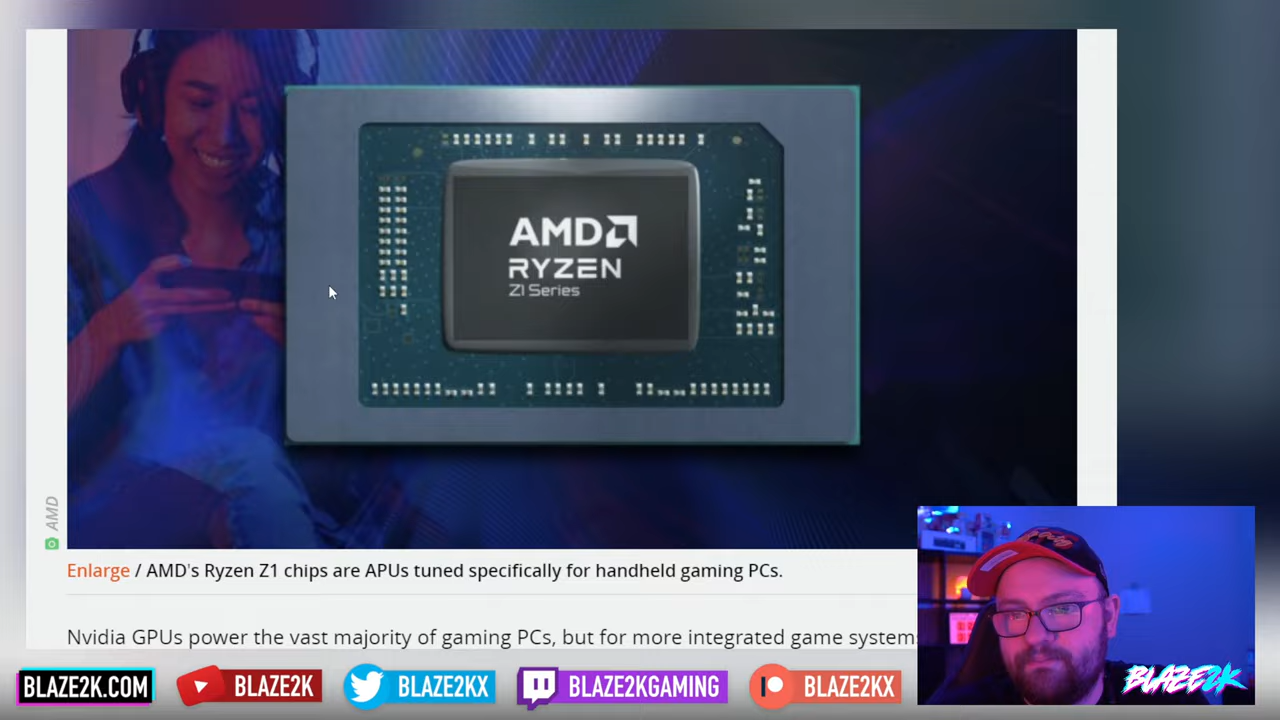 AMD
RYZEN
Z1 Series
AMD
Enlarge / AMD's Ryzen Z1 chips are APUs tuned specifically for handheld gaming PCs.
Nvidia GPUs power the vast majority of gaming PCs, but for more integrated game systems
BLAZE2K.COM
BLAZE2K
BLAZE2KX
BLAZE2KGAMING
BLAZE2KX
BLAZE2K